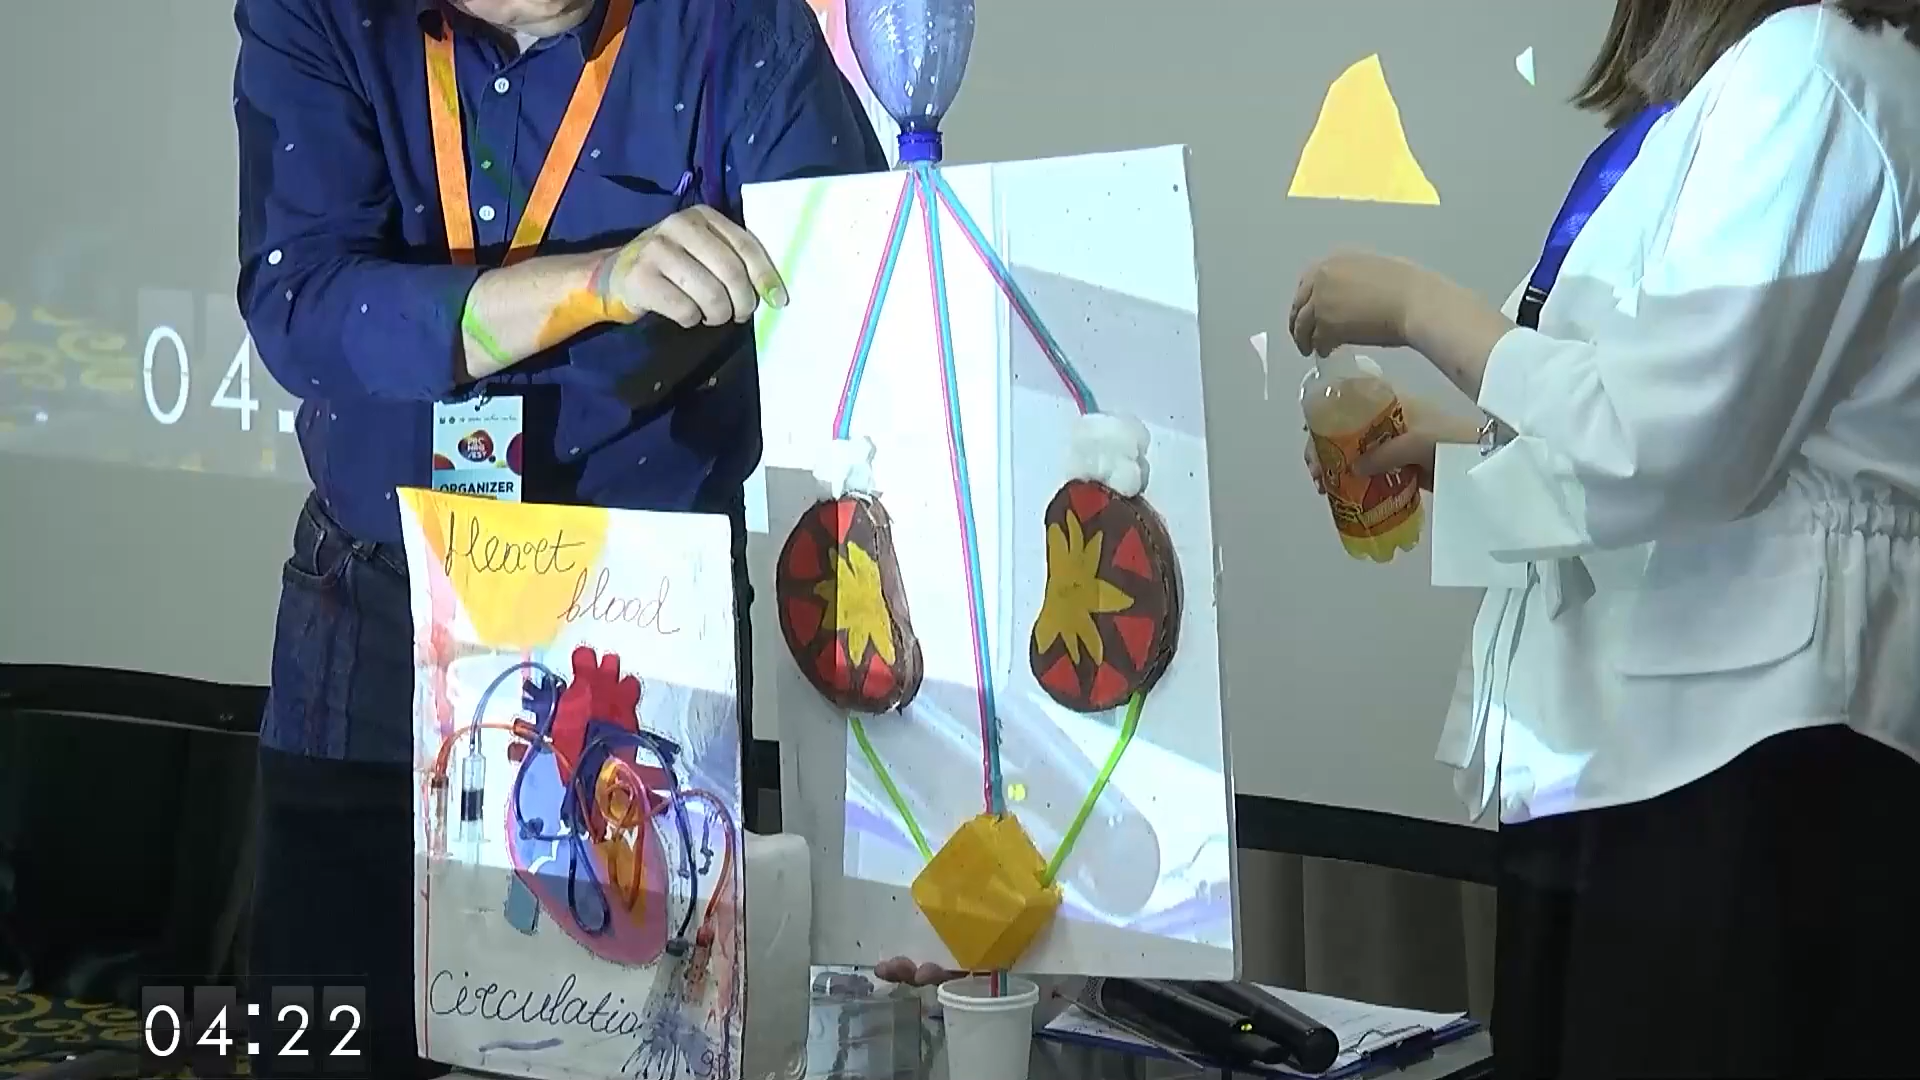 04.
ORGANIZER
Heart
blood
Circulatio
04:22